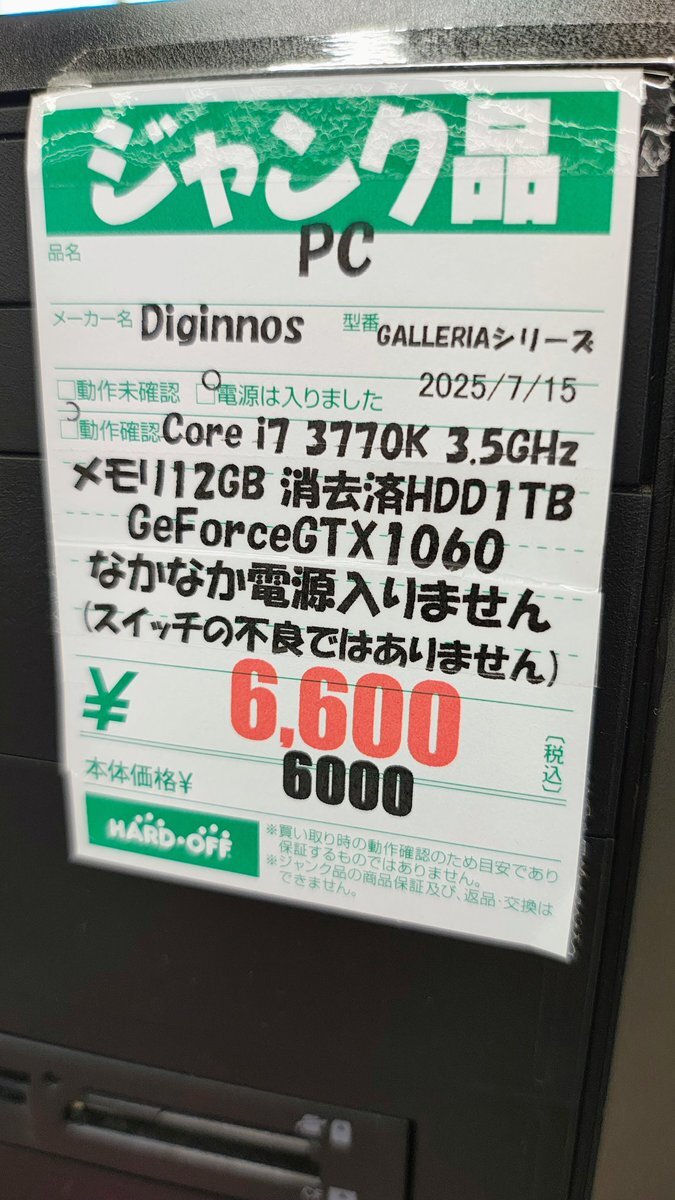 ジャンク品
品名 PC
メーカー名 Diginnos 型番 GALLERIAシリーズ
□動作未確認 □電源は入りました 2025/7/15
□動作確認 Core i7 3770K 3.5GHz
メモリ12GB 消去済HDD1TB
GeForceGTX1060
なかなか電源入りません
(スイッチの不良ではありません)
¥ 6,600 〔税込〕
本体価格¥ 6000
HARD・OFF
※買い取り時の動作確認のため目安であり
保証するものではありません。
※ジャンク品の商品保証及び、返品・交換は
できません。